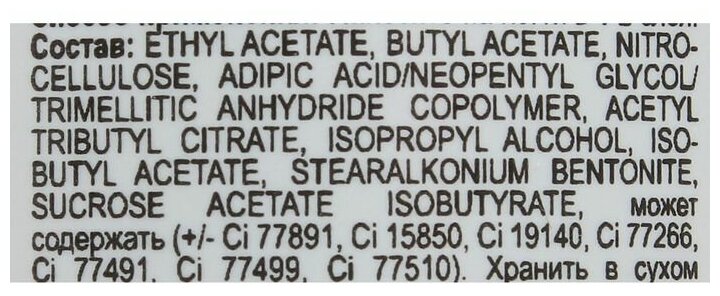 Состав: ETHYL ACETATE, BUTYL ACETATE, NITRO-
CELLULOSE, ADIPIC ACID/NEOPENTYL GLYCOL/
TRIMELLITIC ANHYDRIDE COPOLYMER, ACETYL
TRIBUTYL CITRATE, ISOPROPYL ALCOHOL, ISO-
BUTYL ACETATE, STEARALKONIUM BENTONITE,
SUCROSE ACETATE ISOBUTYRATE, может
содержать (+/- Ci 77891, Ci 15850, Ci 19140, Ci 77266,
Ci 77491, Ci 77499, Ci 77510). Хранить в сухом